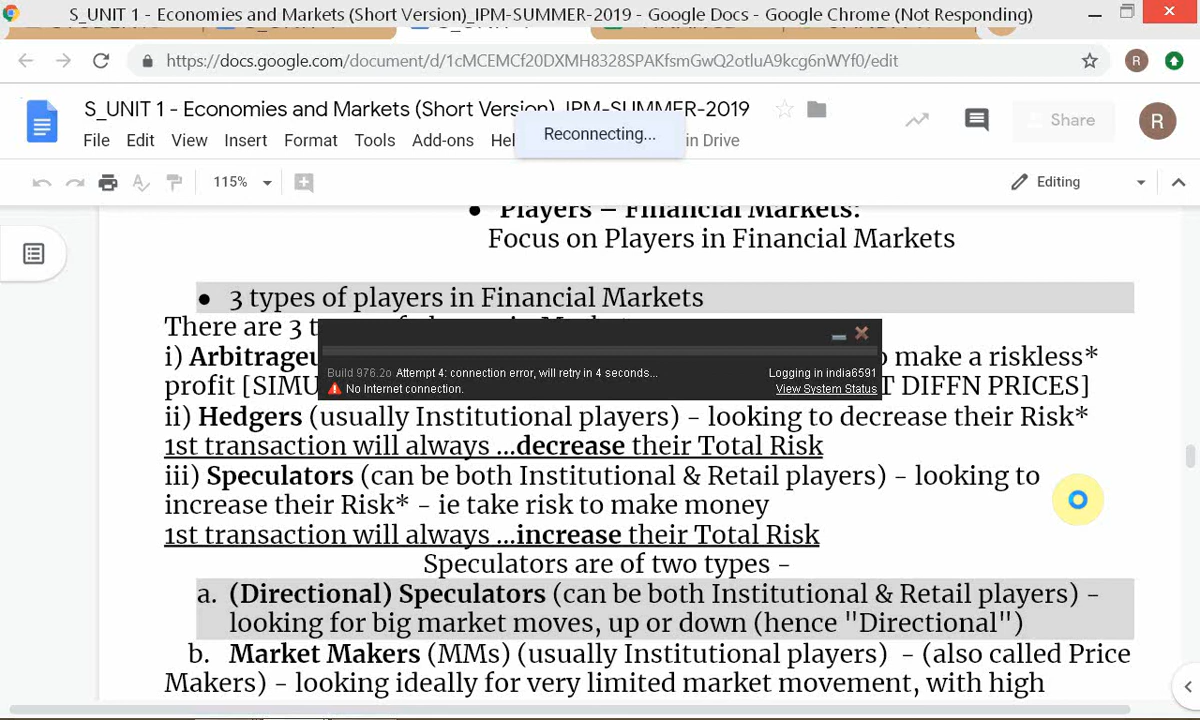 S_UNIT 1 - Economies and Markets (Short Version)_IPM-SUMMER-2019 - Google Docs - Google Chrome (Not Responding)
https://docs.google.com/document/d/1cMCEMCf20DXMH8328SPAKfsmGwQ2otluA9kcg6nWYf0/edit
R
S_UNIT 1 - Economies and Markets (Short Version)_IPM-SUMMER-2019
Share
R
File Edit View Insert Format Tools Add-ons Hel
Reconnecting...
in Drive
115%
Editing
● Players – Financial Markets:
Focus on Players in Financial Markets
● 3 types of players in Financial Markets
There are 3 t
i) Arbitrageu make a riskless*
profit [SIMU T DIFFN PRICES]
Build 976.2o Attempt 4: connection error, will retry in 4 seconds... Logging in india6591
No Internet connection. View System Status
ii) Hedgers (usually Institutional players) - looking to decrease their Risk*
1st transaction will always ...decrease their Total Risk
iii) Speculators (can be both Institutional & Retail players) - looking to
increase their Risk* - ie take risk to make money
1st transaction will always ...increase their Total Risk
Speculators are of two types -
a. (Directional) Speculators (can be both Institutional & Retail players) -
looking for big market moves, up or down (hence "Directional")
b. Market Makers (MMs) (usually Institutional players) - (also called Price
Makers) - looking ideally for very limited market movement, with high